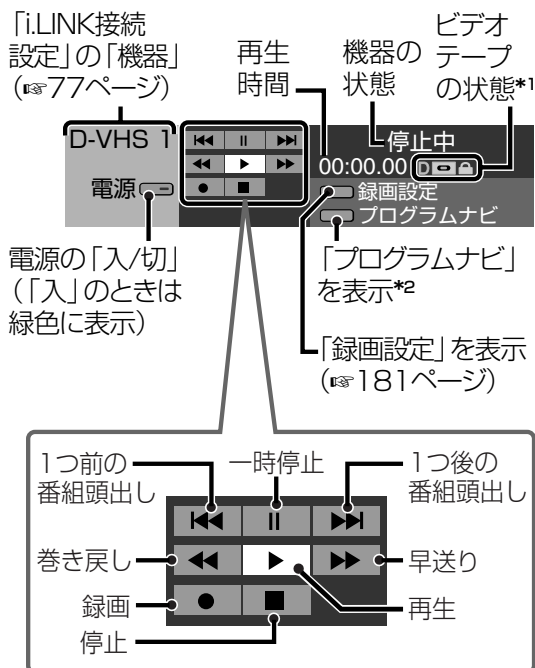 「i.LINK接続
設定」の「機器」
(☞77ページ)
再生
時間
機器の
状態
ビデオ
テープ
の状態*1
D-VHS 1
電源
停止中
00:00.00 D
録画設定
プログラムナビ
電源の「入/切」
(「入」のときは
緑色に表示)
「プログラムナビ」
を表示*2
「録画設定」を表示
(☞181ページ)
1つ前の
番組頭出し
一時停止
1つ後の
番組頭出し
巻き戻し
早送り
録画
再生
停止